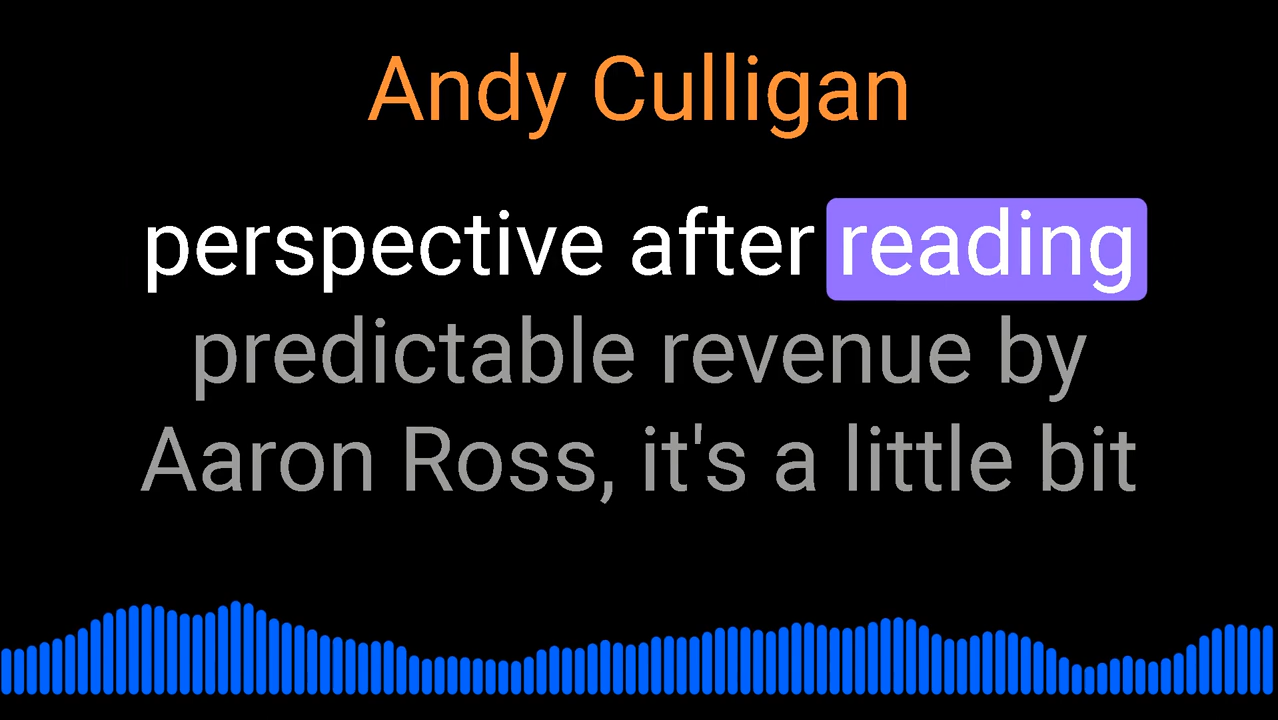 Andy Culligan
perspective after reading
predictable revenue by
Aaron Ross, it's a little bit